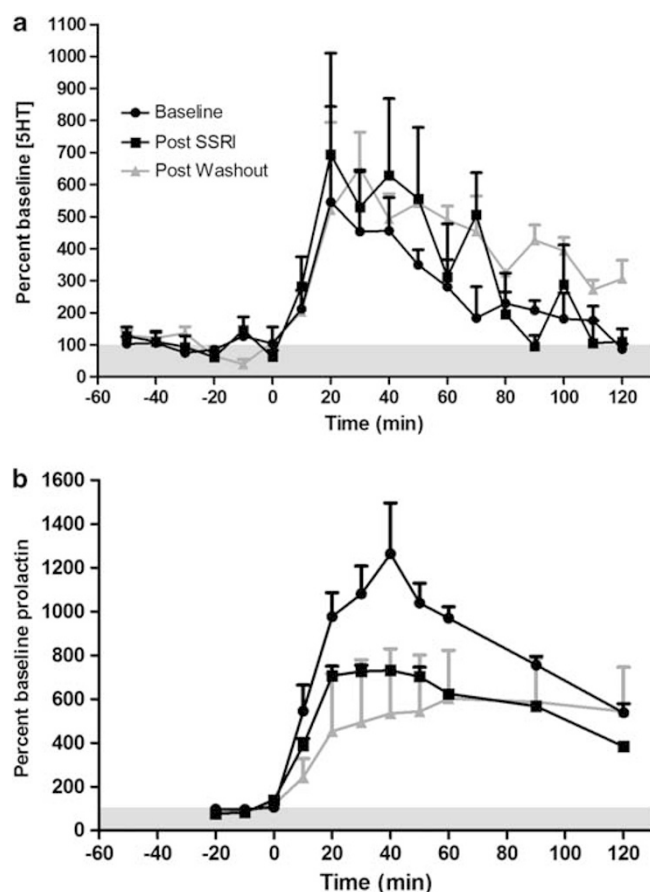 a
Percent baseline [5HT]
1100
1000
900
800
700
600
500
400
300
200
100
0
Baseline
Post SSRI
Post Washout
-60 -40 -20 0 20 40 60 80 100 120
Time (min)
b
Percent baseline prolactin
1600
1400
1200
1000
800
600
400
200
0
-60 -40 -20 0 20 40 60 80 100 120
Time (min)